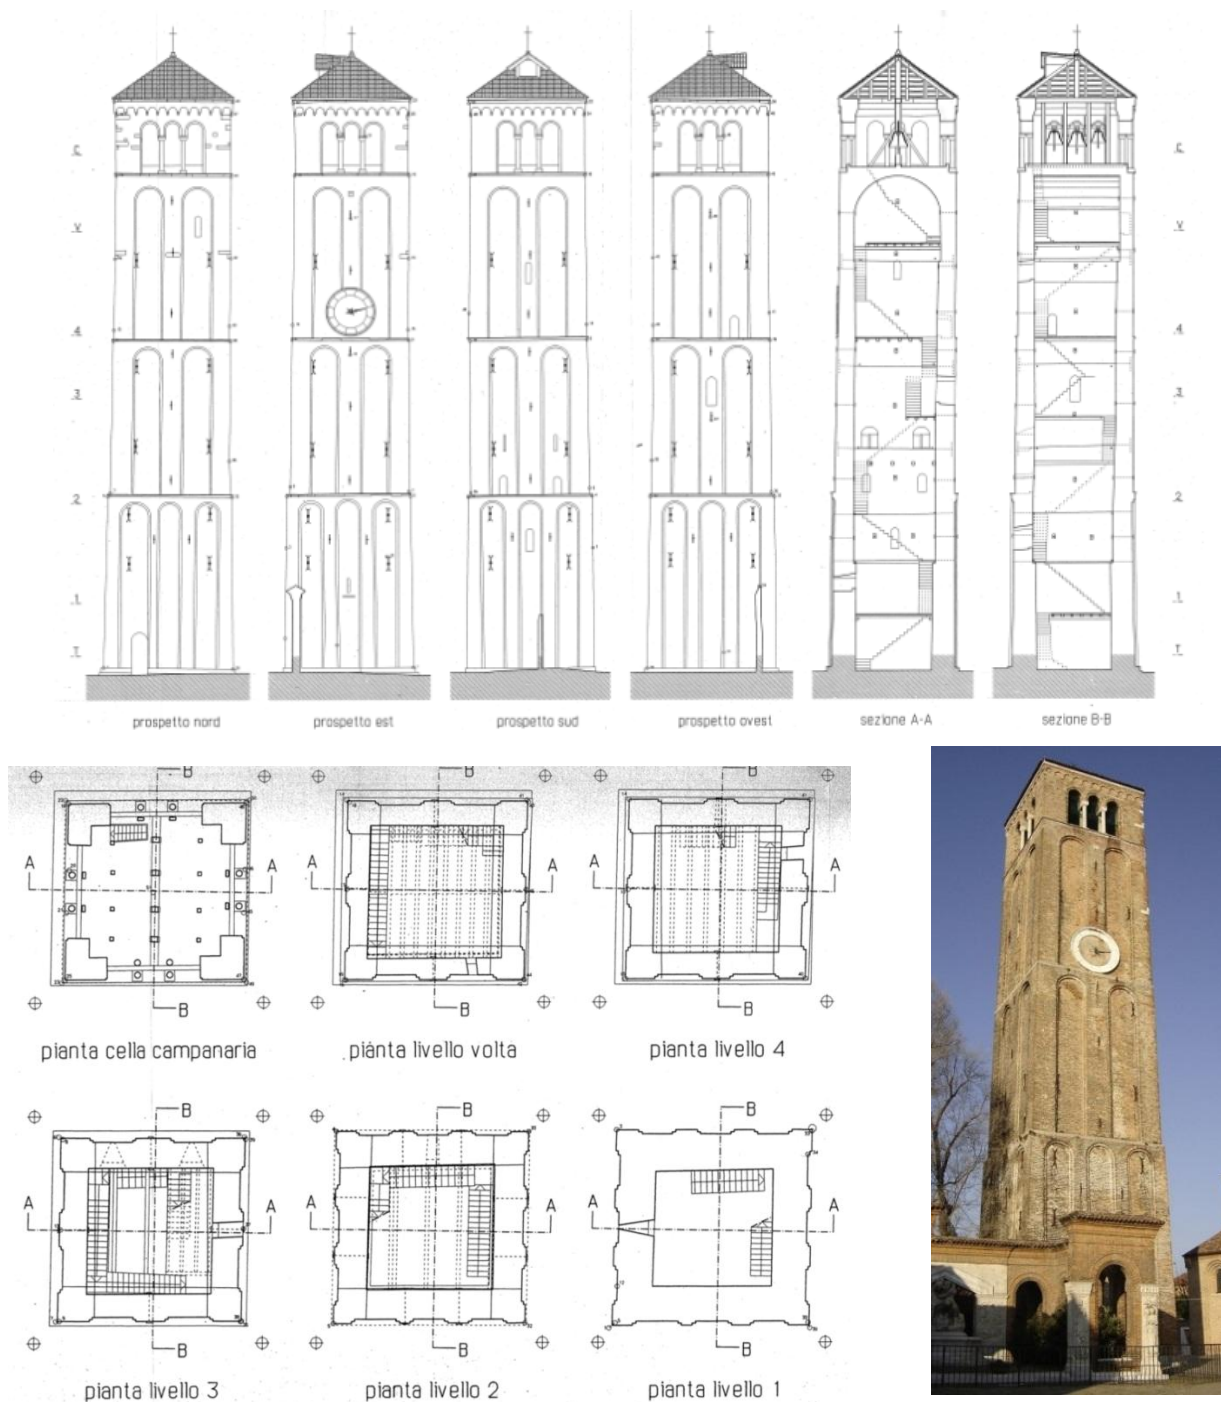 C
V
4
3
2
1
T
C
V
4
3
2
1
T
prospetto nord
prospetto est
prospetto sud
prospetto ovest
sezione A-A
sezione B-B
B
B
B
A
A
A
A
A
A
B
B
B
pianta cella campanaria
pianta livello volta
pianta livello 4
B
B
B
A
A
A
A
A
A
B
B
B
pianta livello 3
pianta livello 2
pianta livello 1